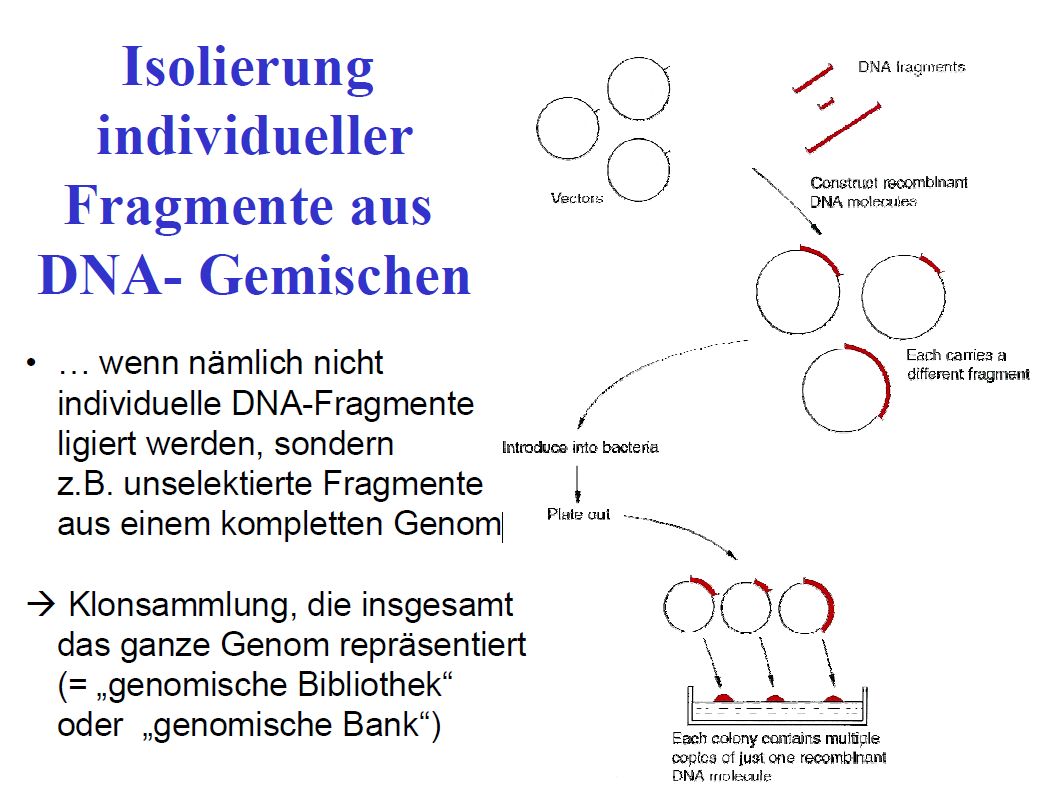 Isolierung
individueller
Fragmente aus
DNA- Gemischen
• … wenn nämlich nicht
individuelle DNA-Fragmente
ligiert werden, sondern
z.B. unselektierte Fragmente
aus einem kompletten Genom
→ Klonsammlung, die insgesamt
das ganze Genom repräsentiert
(= „genomische Bibliothek“
oder „genomische Bank“)
DNA fragments
Vectors
Construct recombinant
DNA molecules
Each carries a
different fragment
Introduce into bacteria
Plate out
Each colony contains multiple
copies of just one recombinant
DNA molecule